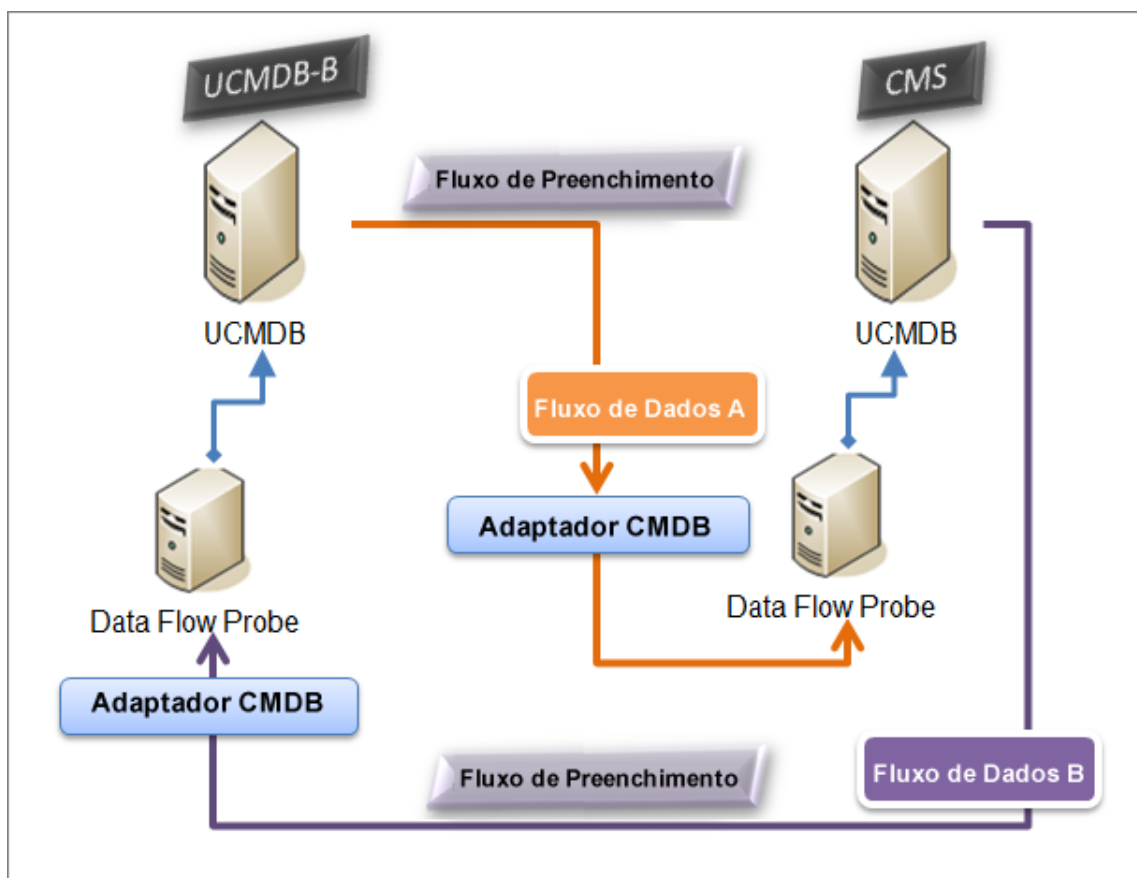 UCMDB-B
CMS
Fluxo de Preenchimento
UCMDB
UCMDB
Fluxo de Dados A
Adaptador CMDB
Data Flow Probe
Data Flow Probe
Adaptador CMDB
Fluxo de Preenchimento
Fluxo de Dados B